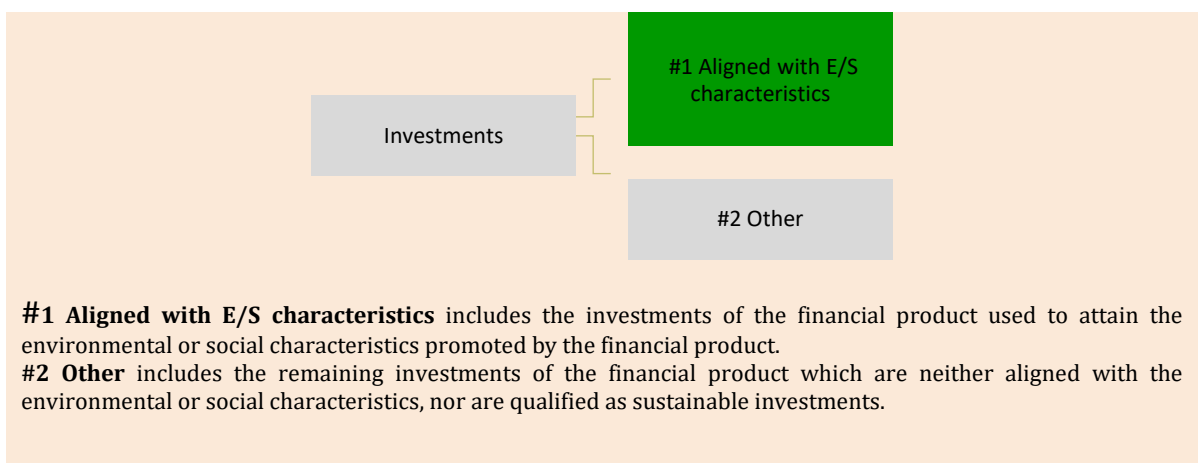 #1 Aligned with E/S
characteristics
Investments
#2 Other
#1 Aligned with E/S characteristics includes the investments of the financial product used to attain the
environmental or social characteristics promoted by the financial product.
#2 Other includes the remaining investments of the financial product which are neither aligned with the
environmental or social characteristics, nor are qualified as sustainable investments.